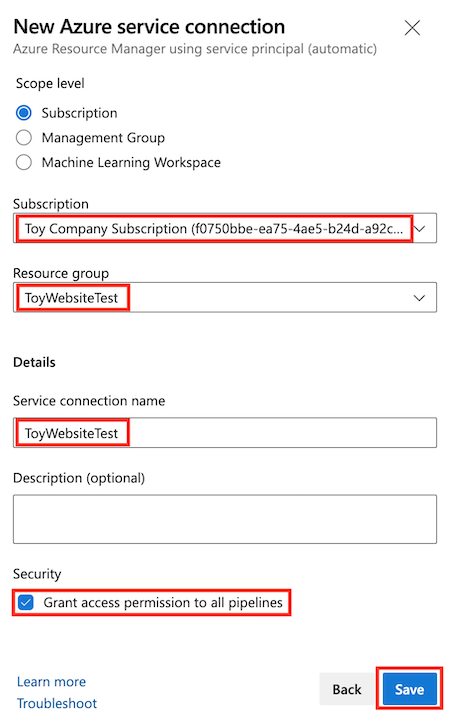 New Azure service connection
Azure Resource Manager using service principal (automatic)
Scope level
Subscription
Management Group
Machine Learning Workspace
Subscription
Toy Company Subscription (f0750bbe-ea75-4ae5-b24d-a92c...
Resource group
ToyWebsiteTest
Details
Service connection name
ToyWebsiteTest
Description (optional)
Security
Grant access permission to all pipelines
Learn more
Troubleshoot
Back
Save